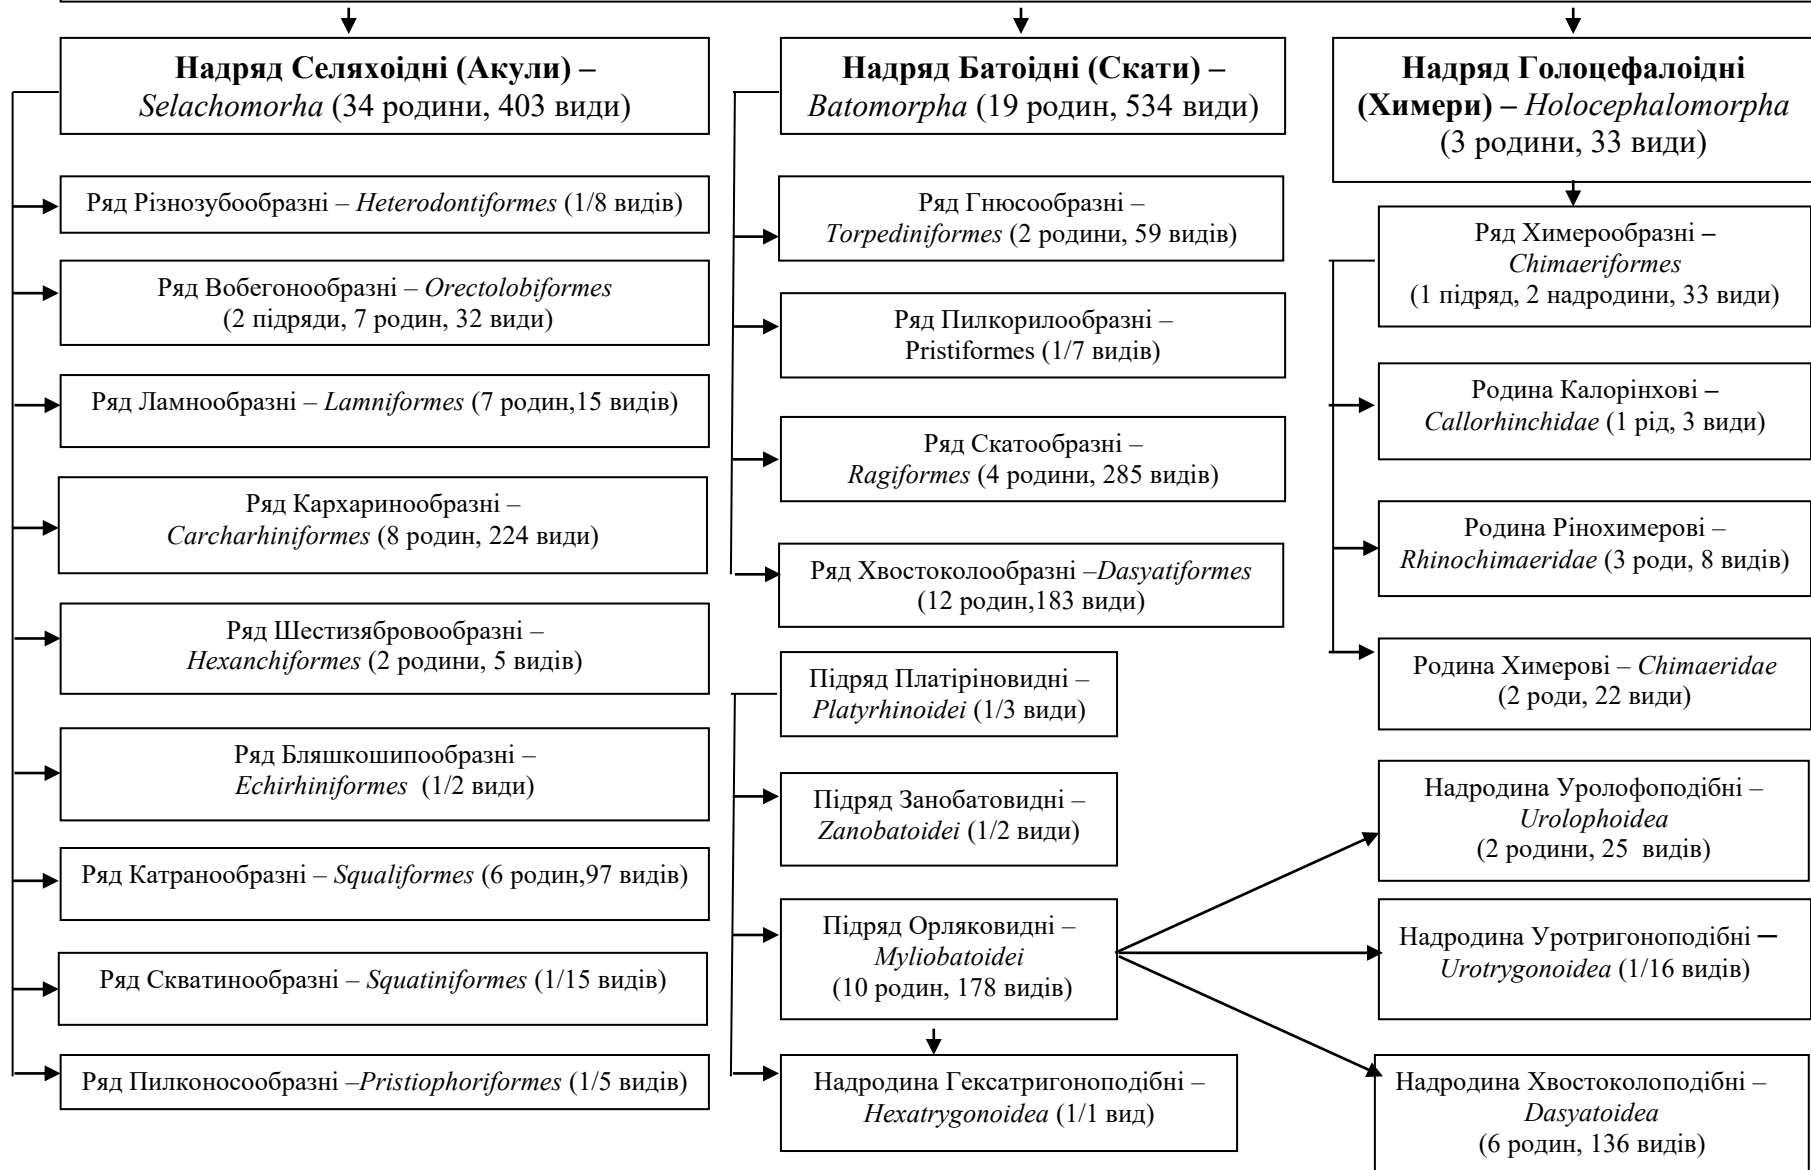 Надряд Селяхоідні (Акули) –
Selachomorha (34 родини, 403 види)
Ряд Різнозубообразні – Heterodontiformes (1/8 видів)
Ряд Вобегонообразні – Orectolobiformes
(2 підряди, 7 родин, 32 види)
Ряд Ламнообразні – Lamniformes (7 родин,15 видів)
Ряд Кархаринообразні –
Carcharhiniformes (8 родин, 224 види)
Ряд Шестизябровообразні –
Hexanchiformes (2 родини, 5 видів)
Ряд Бляшкошипообразні –
Echirhiniformes (1/2 види)
Ряд Катранообразні – Squaliformes (6 родин,97 видів)
Ряд Скватинообразні – Squatiniformes (1/15 видів)
Ряд Пилконосообразні –Pristiophoriformes (1/5 видів)
Надряд Батоідні (Скати) –
Batomorpha (19 родин, 534 види)
Ряд Гнюсообразні –
Torpediniformes (2 родини, 59 видів)
Ряд Пилкорилообразні –
Pristiformes (1/7 видів)
Ряд Скатообразні –
Ragiformes (4 родини, 285 видів)
Ряд Хвостоколообразні –Dasyatiformes
(12 родин,183 види)
Підряд Платіріновидні –
Platyrhinoidei (1/3 види)
Підряд Занобатовидні –
Zanobatoidei (1/2 види)
Підряд Орляковидні –
Myliobatoidei
(10 родин, 178 видів)
Надродина Гексатригоноподібні –
Hexatrygonoidea (1/1 вид)
Надряд Голоцефалоідні
(Химери) – Holocephalomorpha
(3 родини, 33 види)
Ряд Химерообразні –
Chimaeriformes
(1 підряд, 2 надродини, 33 види)
Родина Калорінхові –
Callorhinchidae (1 рід, 3 види)
Родина Рінохимерові –
Rhinochimaeridae (3 роди, 8 видів)
Родина Химерові – Chimaeridae
(2 роди, 22 види)
Надродина Уролофоподібні –
Urolophoidea
(2 родини, 25 видів)
Надродина Уротригоноподібні –
Urotrygonoidea (1/16 видів)
Надродина Хвостоколоподібні –
Dasyatoidea
(6 родин, 136 видів)